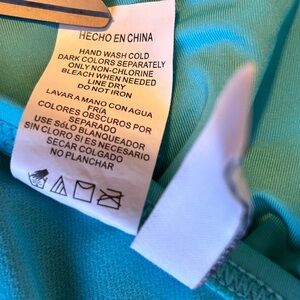 HECHO EN CHINA
HAND WASH COLD
DARK COLORS SEPARATELY
ONLY NON-CHLORINE
BLEACH WHEN NEEDED
LINE DRY
DO NOT IRON
LAVAR A MANO CON AGUA
FRÍA
COLORES OBSCUROS POR
SEPARADO
USE SóLO BLANQUEADOR
SIN CLORO SI ES NECESARIO
SECAR COLGADO
NO PLANCHAR